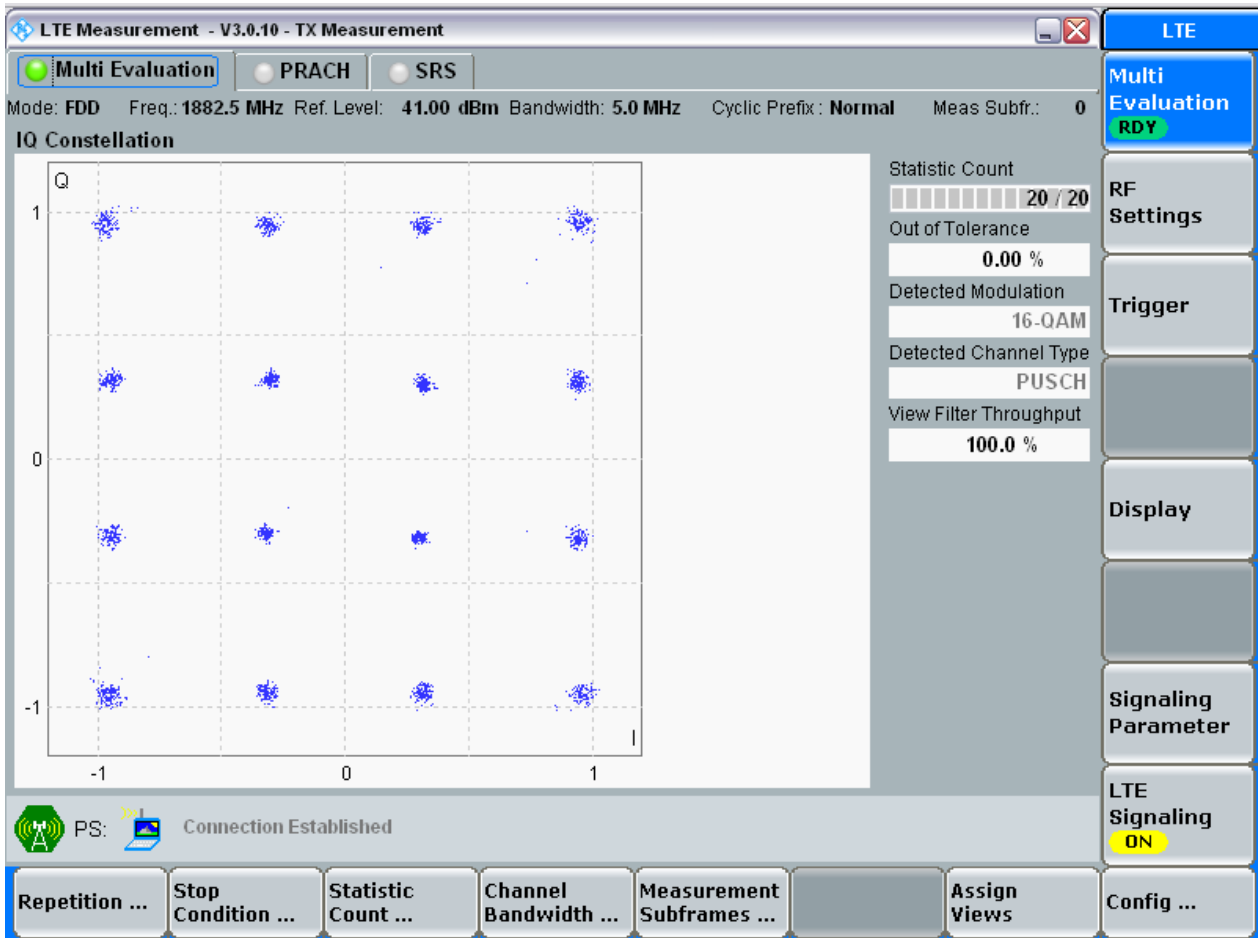 LTE Measurement - V3.0.10 - TX Measurement
LTE
Multi Evaluation PRACH SRS
Multi
Evaluation
RDY
Mode: FDD Freq.: 1882.5 MHz Ref. Level: 41.00 dBm Bandwidth: 5.0 MHz Cyclic Prefix : Normal Meas Subfr.: 0
IQ Constellation
Q
1
0
-1
-1 0 1
I
Statistic Count
20 / 20
Out of Tolerance
0.00 %
Detected Modulation
16-QAM
Detected Channel Type
PUSCH
View Filter Throughput
100.0 %
RF
Settings
Trigger
Display
Signaling
Parameter
LTE
Signaling
ON
PS: Connection Established
Repetition ...
Stop
Condition ...
Statistic
Count ...
Channel
Bandwidth ...
Measurement
Subframes ...
Assign
Views
Config ...